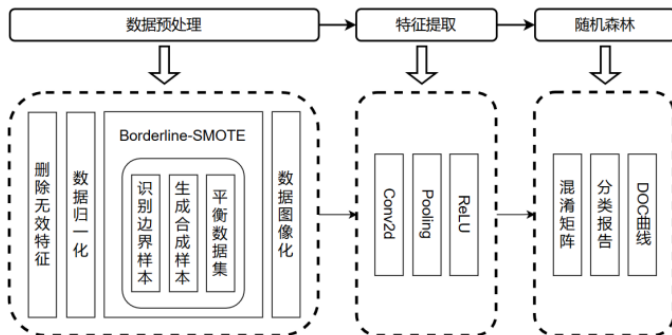 数据预处理
特征提取
随机森林
删除无效特征
数据归一化
Borderline-SMOTE
识别边界样本
生成合成样本
平衡数据集
数据图像化
Conv2d
Pooling
ReLU
混淆矩阵
分类报告
DOC曲线